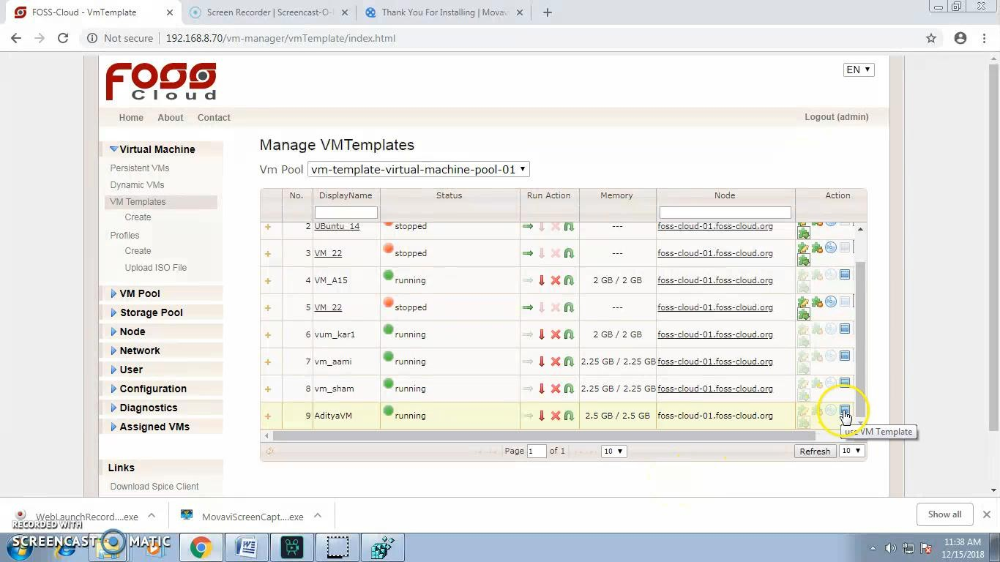 FOSS-Cloud - VmTemplate
Screen Recorder | Screencast-O-
Thank You For Installing | Movav
Not secure 192.168.8.70/vm-manager/vmTemplate/index.html
FOSS
Cloud
EN
Home About Contact Logout (admin)
Virtual Machine
Persistent VMs
Dynamic VMs
VM Templates
Create
Profiles
Create
Upload ISO File
VM Pool
Storage Pool
Node
Network
User
Configuration
Diagnostics
Assigned VMs
Links
Download Spice Client
Manage VMTemplates
Vm Pool vm-template-virtual-machine-pool-01
No. DisplayName Status Run Action Memory Node Action
2 UBuntu_14 stopped --- foss-cloud-01.foss-cloud.org
3 VM_22 stopped --- foss-cloud-01.foss-cloud.org
4 VM_A15 running 2 GB / 2 GB foss-cloud-01.foss-cloud.org
5 VM_22 stopped --- foss-cloud-01.foss-cloud.org
6 vum_kar1 running 2 GB / 2 GB foss-cloud-01.foss-cloud.org
7 vm_aami running 2.25 GB / 2.25 GB foss-cloud-01.foss-cloud.org
8 vm_sham running 2.25 GB / 2.25 GB foss-cloud-01.foss-cloud.org
9 AdityaVM running 2.5 GB / 2.5 GB foss-cloud-01.foss-cloud.org
use VM Template
Page 1 of 1 10 Refresh 10
WebLaunchRecord....exe MovaviScreenCapt....exe Show all
RECORDED WITH
SCREENCAST MATIC
11:38 AM
12/15/2018